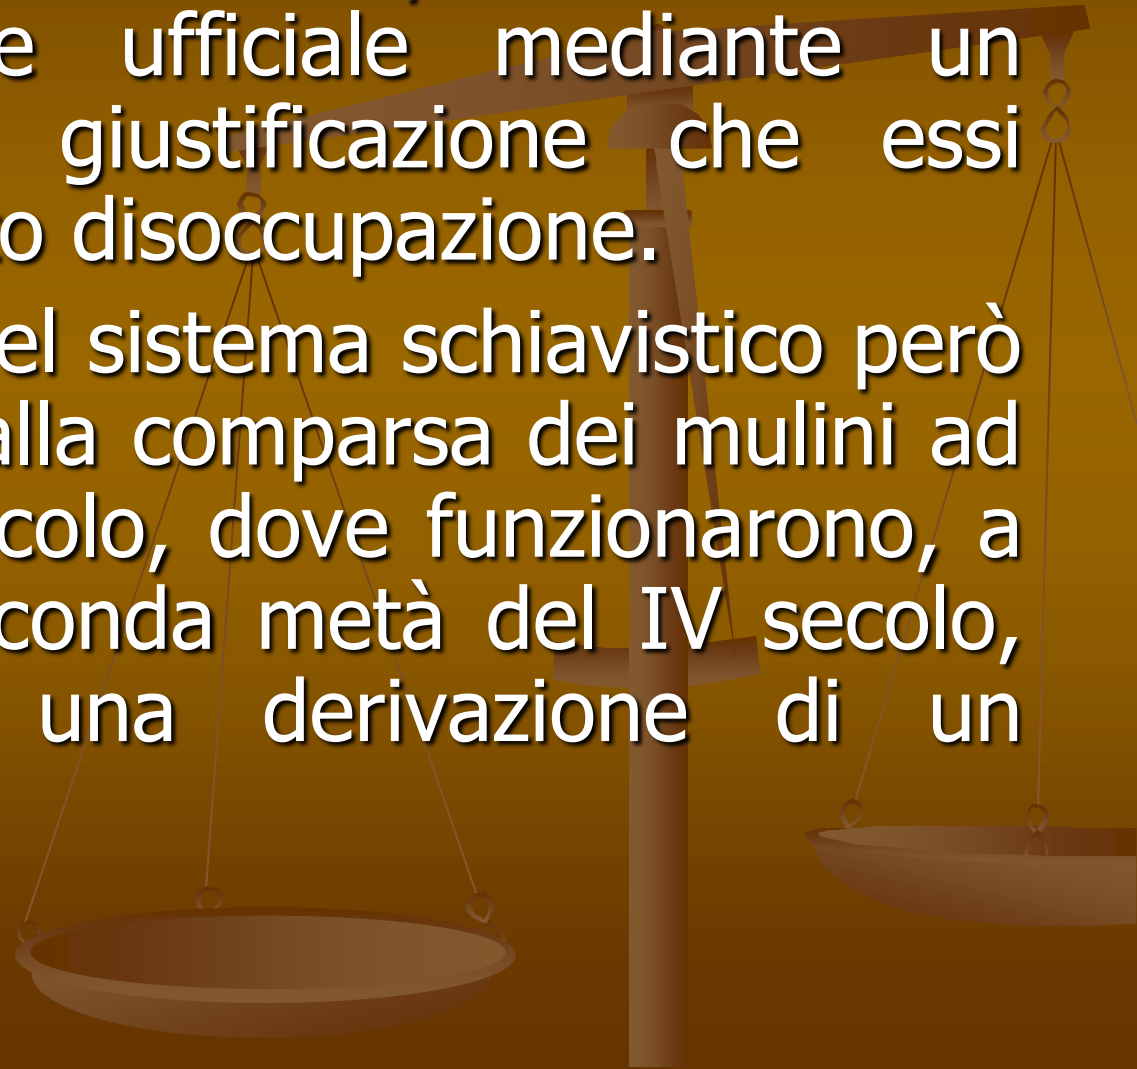 e ufficiale mediante un
giustificazione che essi
o disoccupazione.
el sistema schiavistico però
alla comparsa dei mulini ad
colo, dove funzionarono, a
conda metà del IV secolo,
una derivazione di un